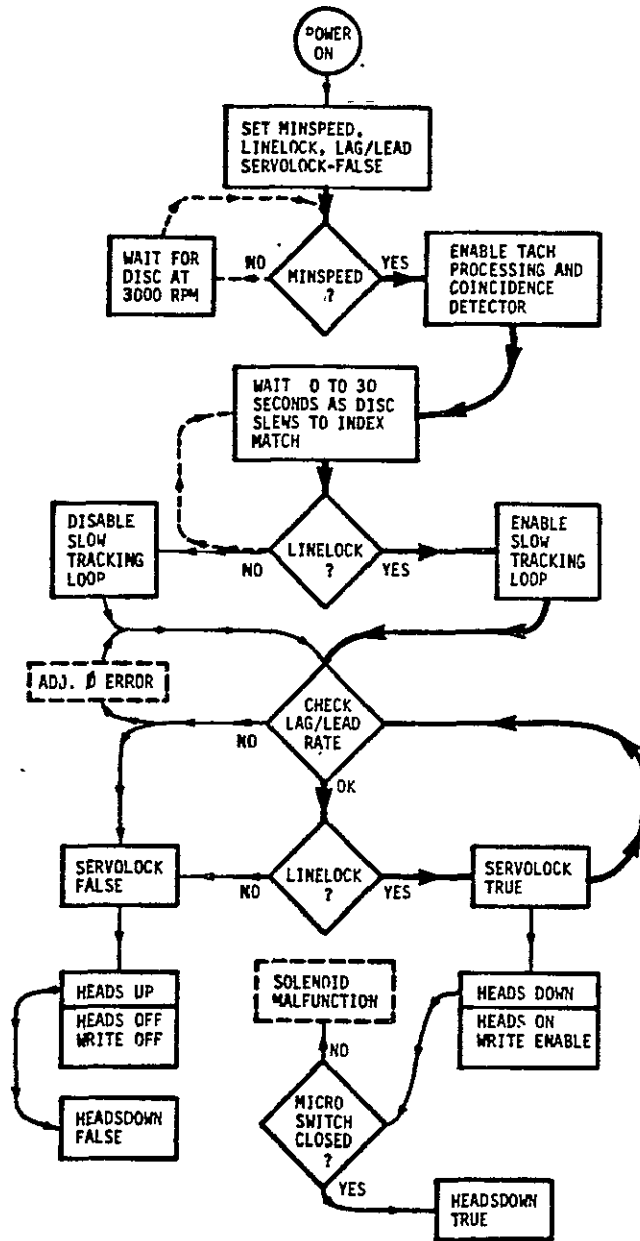 POWER
ON
SET MINSPEED,
LINELOCK, LAG/LEAD
SERVOLOCK-FALSE
WAIT FOR
DISC AT
3000 RPM
NO
MINSPEED
?
YES
ENABLE TACH
PROCESSING AND
COINCIDENCE
DETECTOR
WAIT 0 TO 30
SECONDS AS DISC
SLEWS TO INDEX
MATCH
DISABLE
SLOW
TRACKING
LOOP
NO
LINELOCK
?
YES
ENABLE
SLOW
TRACKING
LOOP
ADJ. Ø ERROR
CHECK
LAG/LEAD
RATE
NO
OK
SERVOLOCK
FALSE
NO
LINELOCK
?
YES
SERVOLOCK
TRUE
HEADS UP
HEADS OFF
WRITE OFF
SOLENOID
MALFUNCTION
HEADS DOWN
HEADS ON
WRITE ENABLE
NO
HEADSDOWN
FALSE
MICRO
SWITCH
CLOSED
?
YES
HEADSDOWN
TRUE